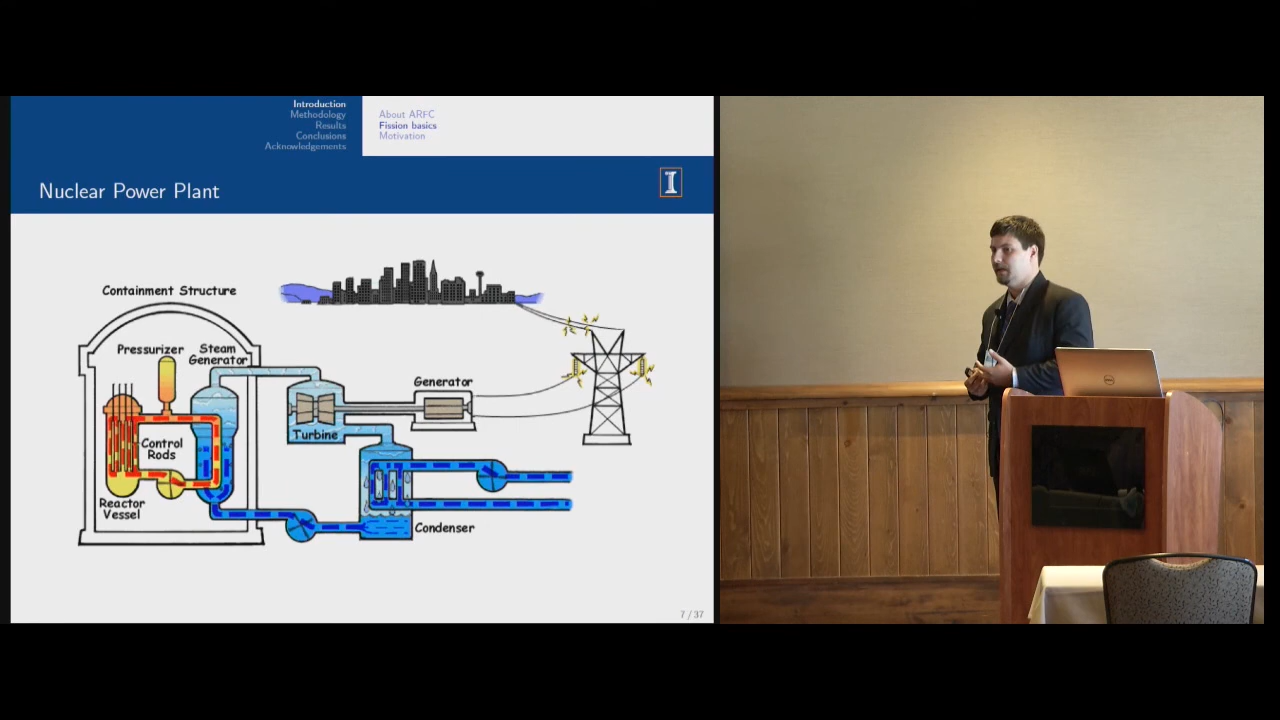 Introduction
Methodology
Results
Conclusions
Acknowledgements
About ARFC
Fission basics
Motivation
Nuclear Power Plant
I
Containment Structure
Pressurizer
Steam
Generator
Control
Rods
Reactor
Vessel
Turbine
Generator
Condenser
7 / 37